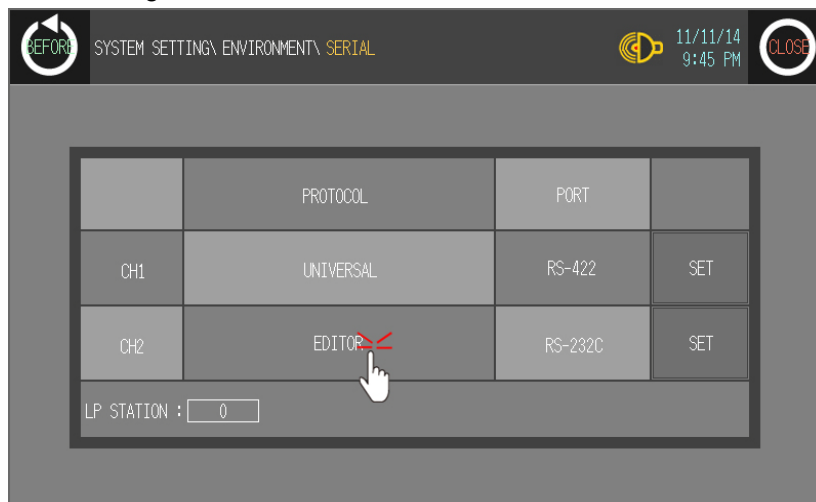 BEFORE
SYSTEM SETTING\ ENVIRONMENT\ SERIAL
11/11/14
9:45 PM
CLOSE
PROTOCOL PORT
CH1 UNIVERSAL RS-422 SET
CH2 EDITOR RS-232C SET
LP STATION : 0